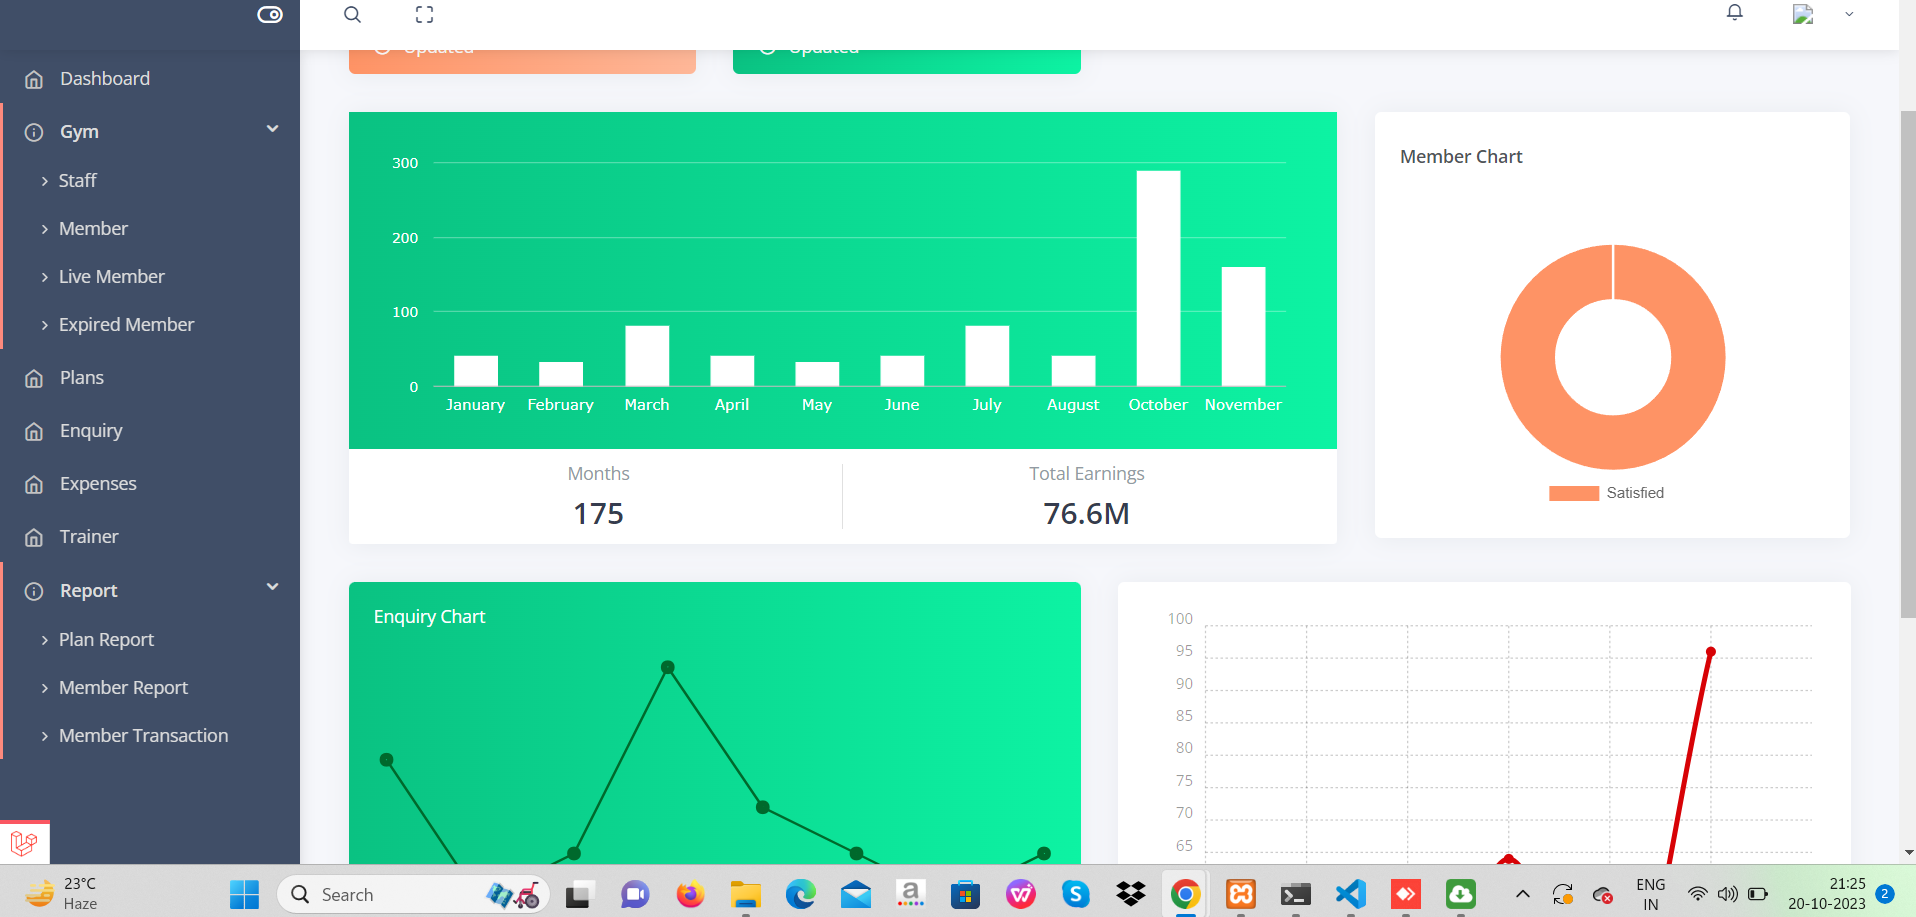 Updated
Updated
Dashboard
Gym
Staff
Member
Live Member
Expired Member
Plans
Enquiry
Expenses
Trainer
Report
Plan Report
Member Report
Member Transaction
300
200
100
0
January February March April May June July August October November
Months
175
Total Earnings
76.6M
Member Chart
Satisfied
Enquiry Chart
100
95
90
85
80
75
70
65
23°C
Haze
Search
ENG
IN
21:25
20-10-2023
2